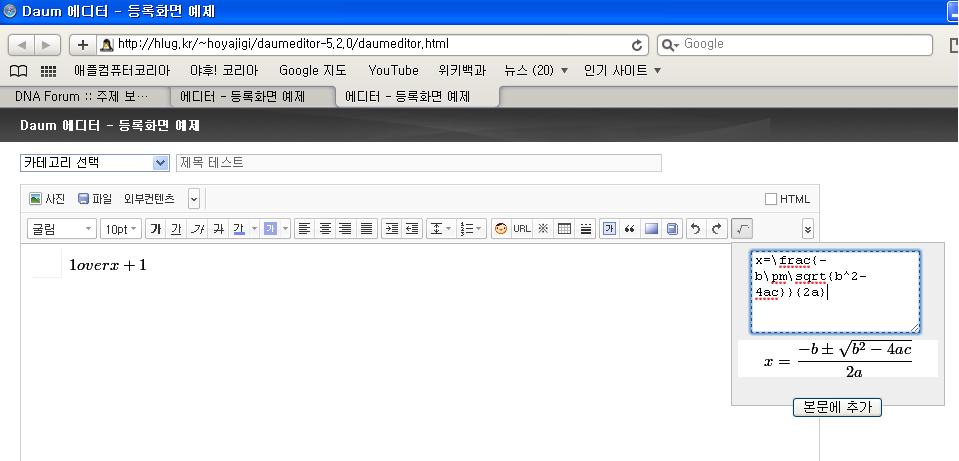 Daum 에디터 - 등록화면 예제
http://hlug.kr/~hoyajigi/daumeditor-5.2.0/daumeditor.html
Google
애플컴퓨터코리아 야후! 코리아 Google 지도 YouTube 위키백과 뉴스 (20) 인기 사이트
DNA Forum :: 주제 보… 에디터 - 등록화면 예제 에디터 - 등록화면 예제
Daum 에디터 - 등록화면 예제
카테고리 선택 제목 테스트
사진 파일 외부컨텐츠 HTML
굴림 10pt 가 가 가 가 가 가 URL ※ 가
1overx + 1
x=\frac{-
b\pm\sqrt{b^2-
4ac}}{2a}
x = \frac{-b ± √(b² − 4ac)}{2a}
본문에 추가